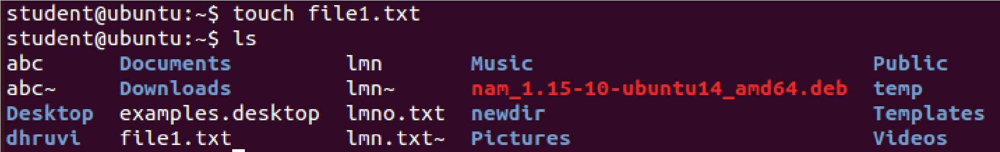 student@ubuntu:~$ touch file1.txt
student@ubuntu:~$ ls
abc Documents lmn Music Public
abc~ Downloads lmn~ nam_1.15-10-ubuntu14_amd64.deb temp
Desktop examples.desktop lmno.txt newdir Templates
dhruvi file1.txt lmn.txt~ Pictures Videos